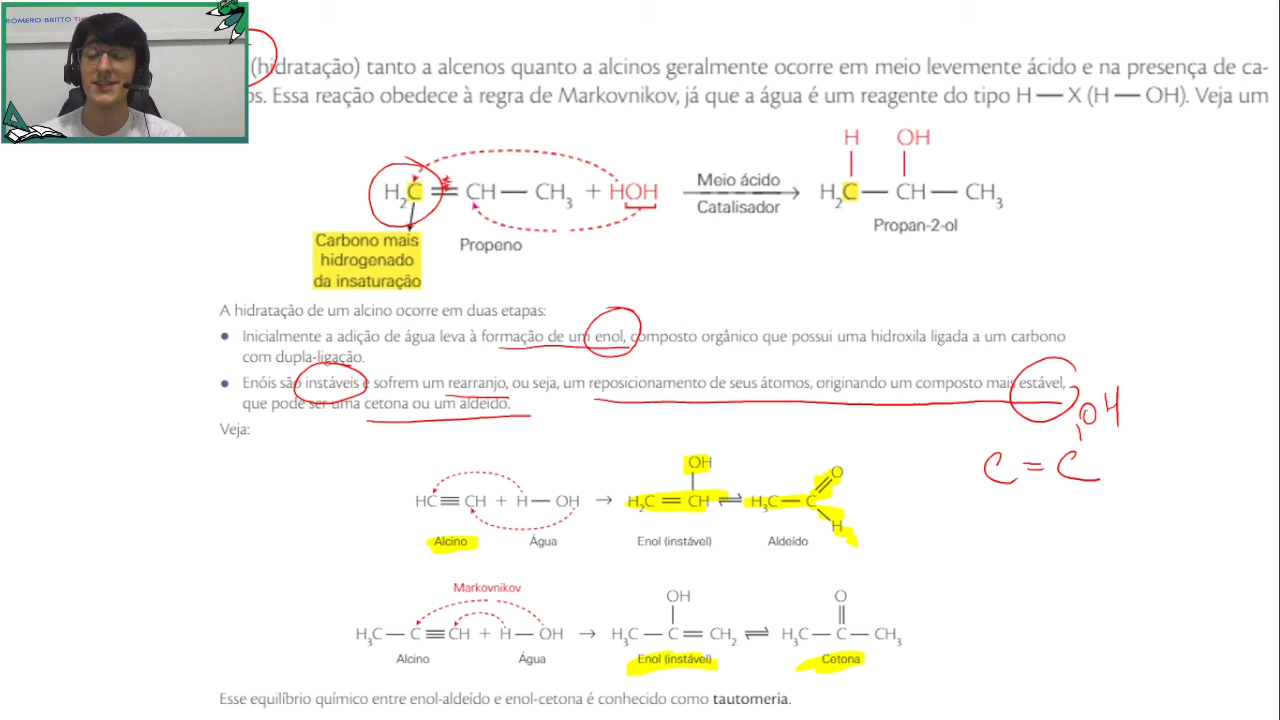 ROMERO BRITTO
(hidratação) tanto a alcenos quanto a alcinos geralmente ocorre em meio levemente ácido e na presença de ca-
os. Essa reação obedece à regra de Markovnikov, já que a água é um reagente do tipo H — X (H — OH). Veja um
H OH
H₂C = CH — CH₃ + HOH Meio ácido Catalisador → H₂C — CH — CH₃
Propan-2-ol
Carbono mais
hidrogenado
da insaturação
Propeno
A hidratação de um alcino ocorre em duas etapas:
● Inicialmente a adição de água leva à formação de um enol, composto orgânico que possui uma hidroxila ligada a um carbono
com dupla-ligação.
● Enóis são instáveis e sofrem um rearranjo, ou seja, um reposicionamento de seus átomos, originando um composto mais estável,
que pode ser uma cetona ou um aldeído.
OH
Veja:
C = C
OH O
HC ≡ CH + H — OH → H₂C = CH ⇌ H₃C — C
H
Alcino Água Enol (instável) Aldeído
Markovnikov
OH O
H₃C — C ≡ CH + H — OH → H₃C — C = CH₂ ⇌ H₃C — C — CH₃
Alcino Água Enol (instável) Cetona
Esse equilíbrio químico entre enol-aldeído e enol-cetona é conhecido como tautomeria.